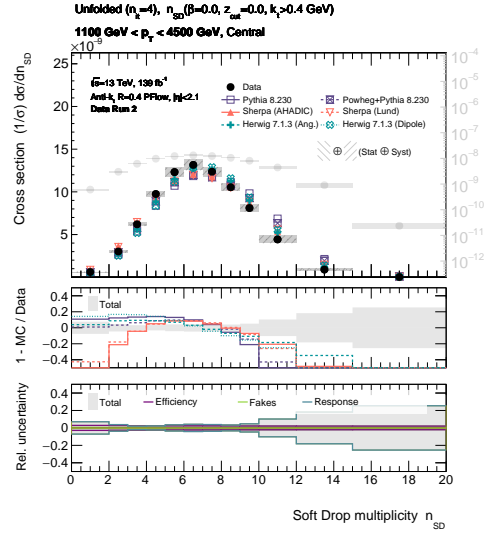 Unfolded (n_it=4), n_SD(β=0.0, z_cut=0.0, k_t>0.4 GeV)
1100 GeV < p_T < 4500 GeV, Central
×10⁻⁹
25
20
15
10
5
10⁻⁴
10⁻⁵
10⁻⁶
10⁻⁷
10⁻⁸
10⁻⁹
10⁻¹⁰
10⁻¹¹
10⁻¹²
Cross section (1/σ) dσ/dn_SD
√s=13 TeV, 139 fb⁻¹
Anti-k_t R=0.4 PFlow, |η|<2.1
Data Run 2
Data
Pythia 8.230
Powheg+Pythia 8.230
Sherpa (AHADIC)
Sherpa (Lund)
Herwig 7.1.3 (Ang.)
Herwig 7.1.3 (Dipole)
(Stat ⊕ Syst)
1 - MC / Data
0.4
0.2
0
−0.2
−0.4
Total
Rel. uncertainty
0.4
0.2
0
−0.2
−0.4
Total
Efficiency
Fakes
Response
0 2 4 6 8 10 12 14 16 18 20
Soft Drop multiplicity n_SD